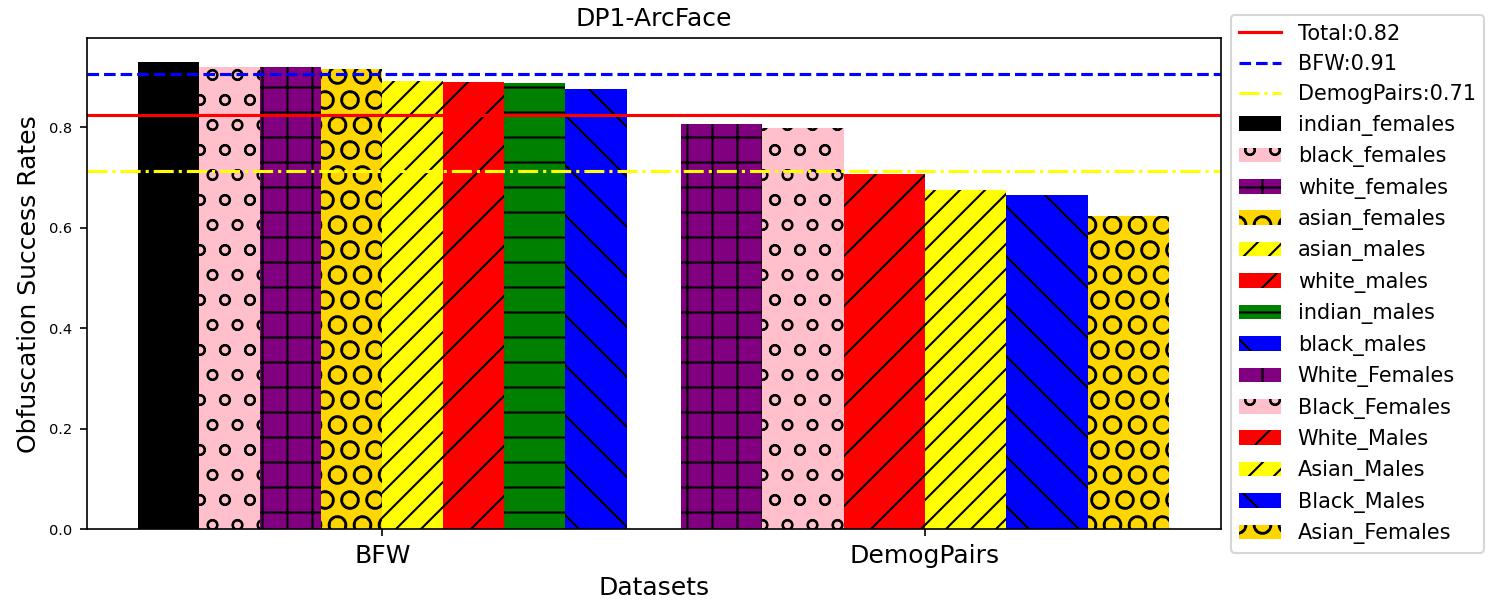 DP1-ArcFace
Obfuscation Success Rates
0.8
0.6
0.4
0.2
0.0
BFW
DemogPairs
Datasets
Total:0.82
BFW:0.91
DemogPairs:0.71
indian_females
black_females
white_females
asian_females
asian_males
white_males
indian_males
black_males
White_Females
Black_Females
White_Males
Asian_Males
Black_Males
Asian_Females